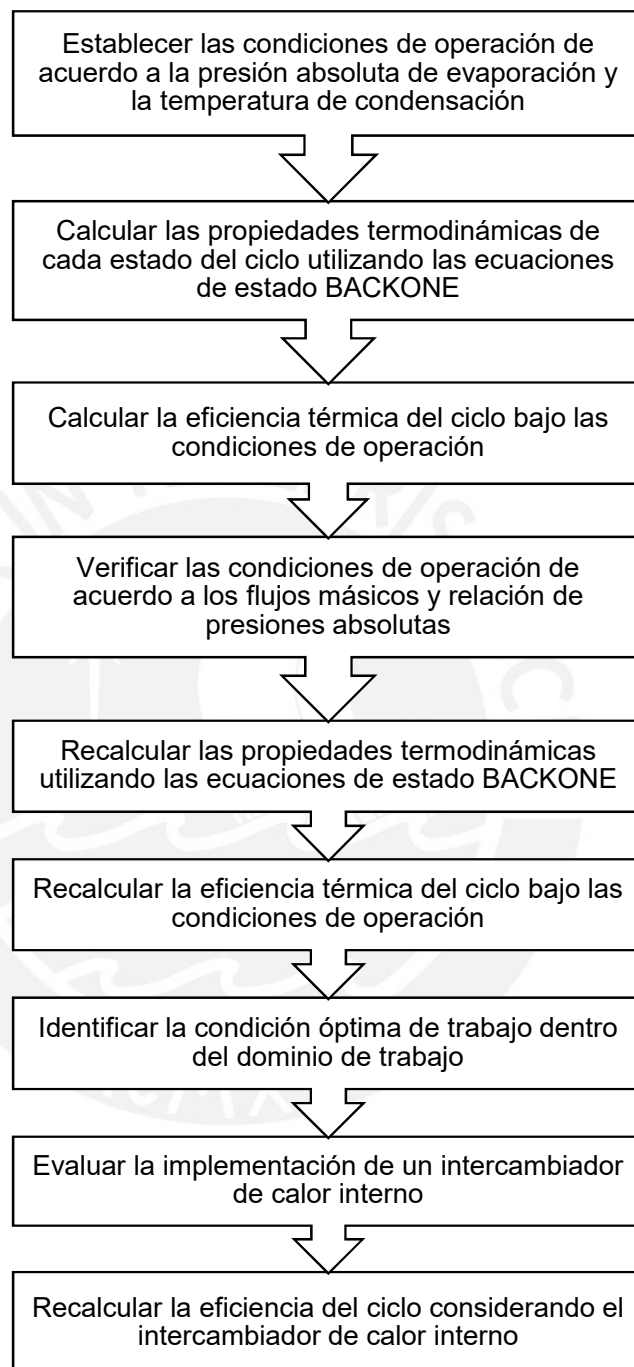 Establecer las condiciones de operación de
acuerdo a la presión absoluta de evaporación y
la temperatura de condensación
Calcular las propiedades termodinámicas de
cada estado del ciclo utilizando las ecuaciones
de estado BACKONE
Calcular la eficiencia térmica del ciclo bajo las
condiciones de operación
Verificar las condiciones de operación de
acuerdo a los flujos másicos y relación de
presiones absolutas
Recalcular las propiedades termodinámicas
utilizando las ecuaciones de estado BACKONE
Recalcular la eficiencia térmica del ciclo bajo las
condiciones de operación
Identificar la condición óptima de trabajo dentro
del dominio de trabajo
Evaluar la implementación de un intercambiador
de calor interno
Recalcular la eficiencia del ciclo considerando el
intercambiador de calor interno